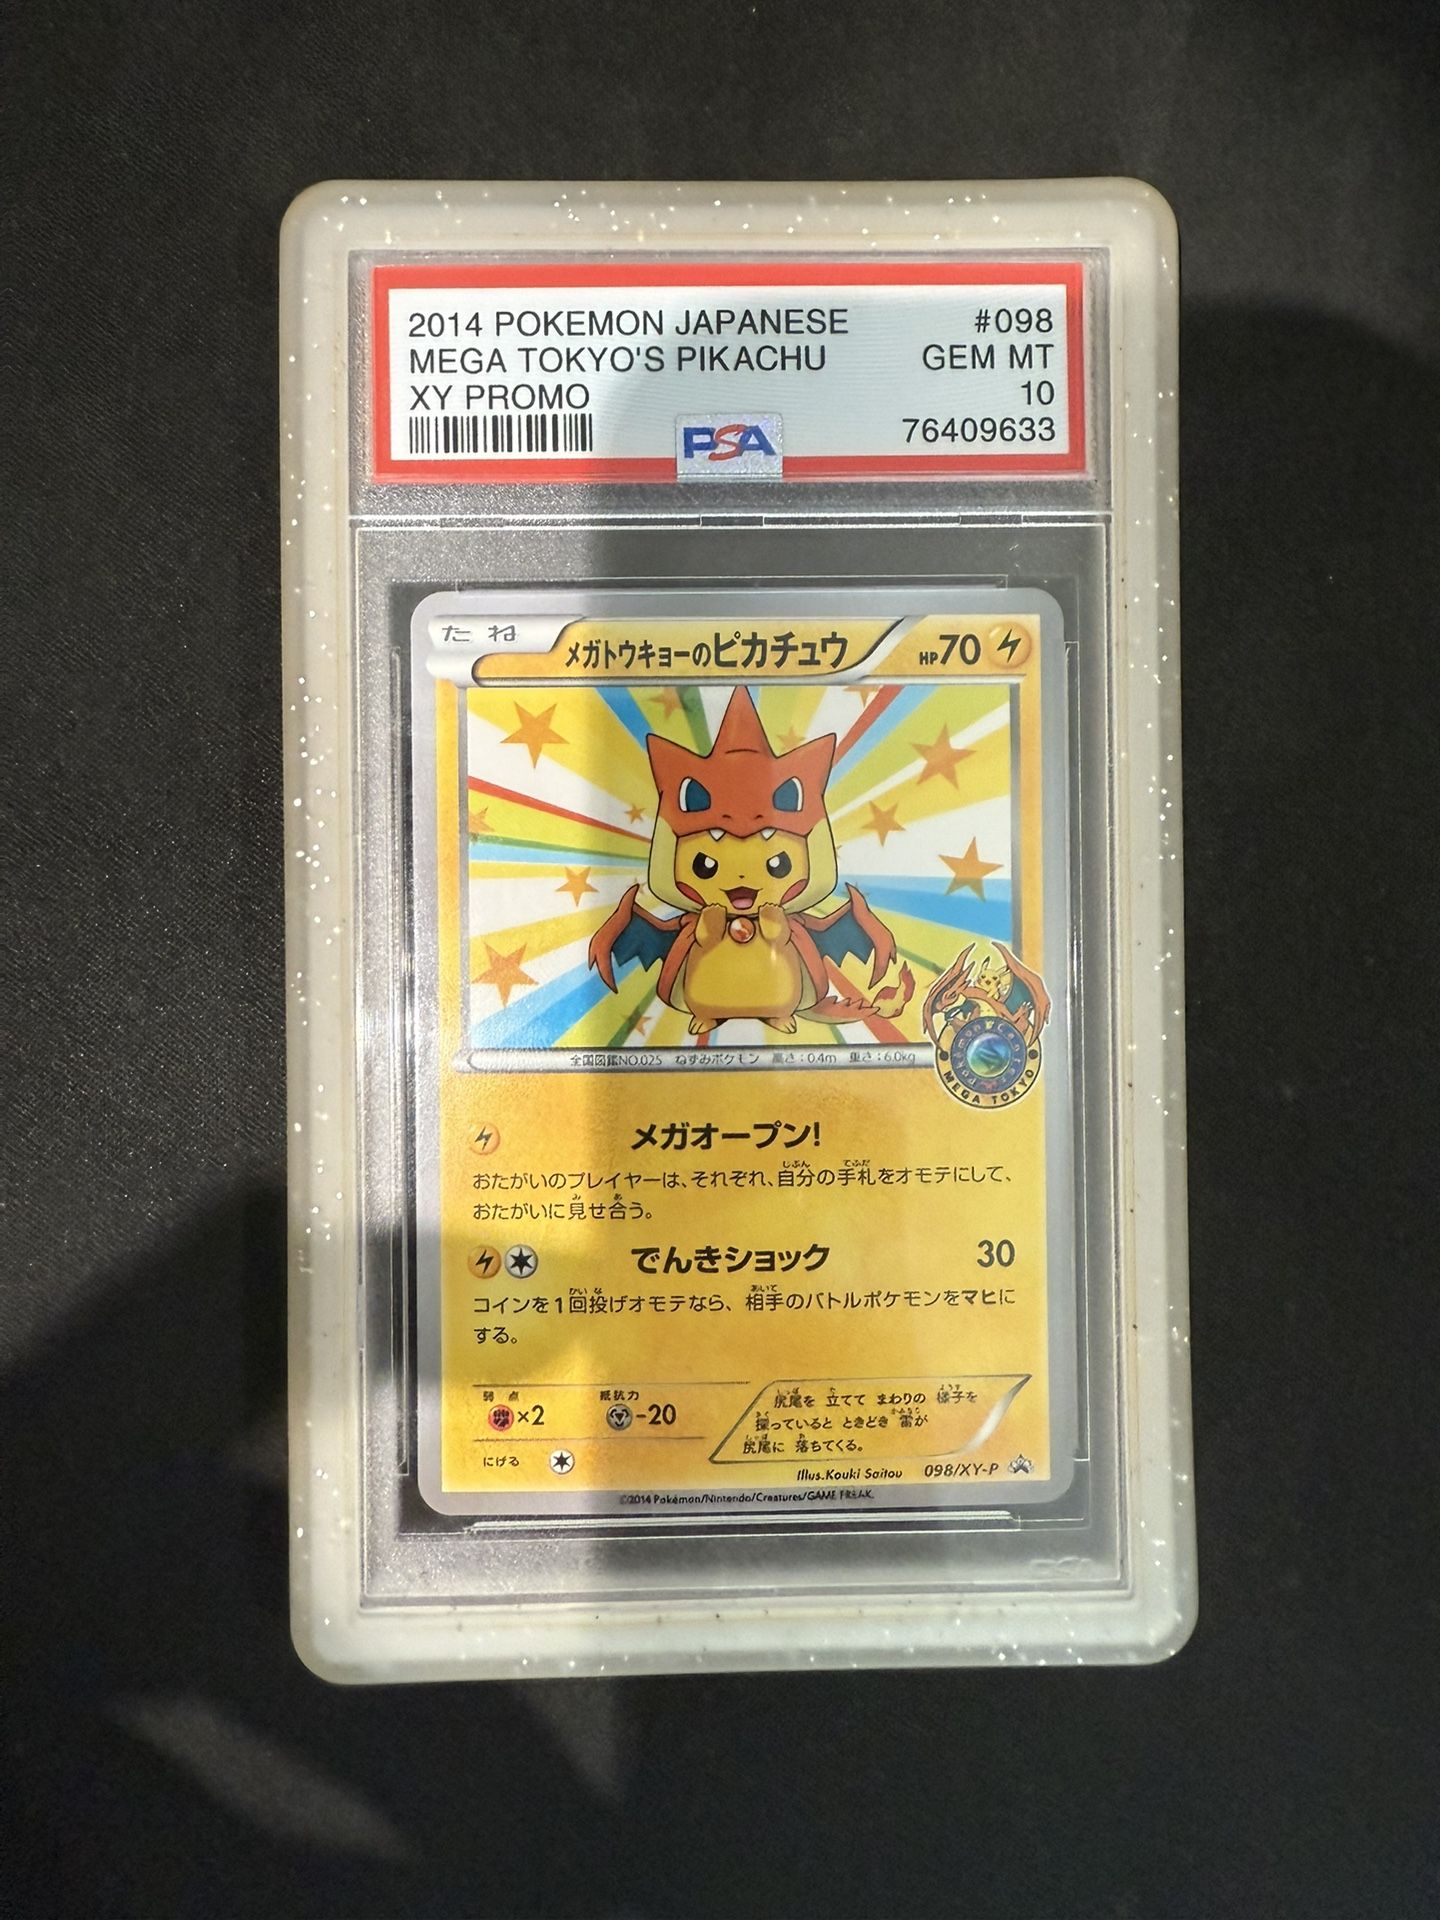 2014 POKEMON JAPANESE #098
MEGA TOKYO'S PIKACHU GEM MT
XY PROMO 10
PSA 76409633
たね メガトウキョーのピカチュウ HP70
Pokémon Center
MEGA TOKYO
全国図鑑NO.025 ねずみポケモン 高さ:0.4m 重さ:6.0kg
メガオープン!
おたがいのプレイヤーは、それぞれ、自分の手札をオモテにして、
おたがいに見せ合う。
でんきショック 30
コインを1回投げオモテなら、相手のバトルポケモンをマヒに
する。
弱点 抵抗力
×2 -20
にげる
尻尾を 立てて まわりの 様子を
探っていると ときどき 雷が
尻尾に 落ちてくる。
Illus.Kouki Saitou 098/XY-P
©2014 Pokémon/Nintendo/Creatures/GAME FREAK.